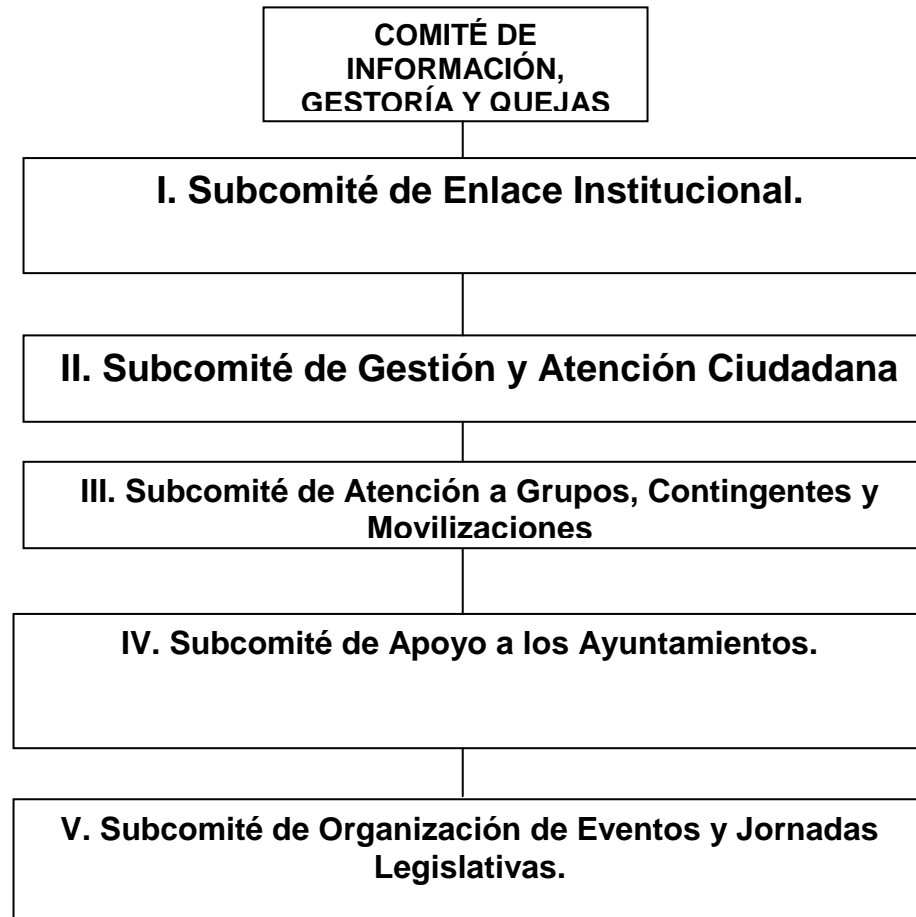 COMITÉ DE
INFORMACIÓN,
GESTORÍA Y QUEJAS
I. Subcomité de Enlace Institucional.
II. Subcomité de Gestión y Atención Ciudadana
III. Subcomité de Atención a Grupos, Contingentes y
Movilizaciones
IV. Subcomité de Apoyo a los Ayuntamientos.
V. Subcomité de Organización de Eventos y Jornadas
Legislativas.